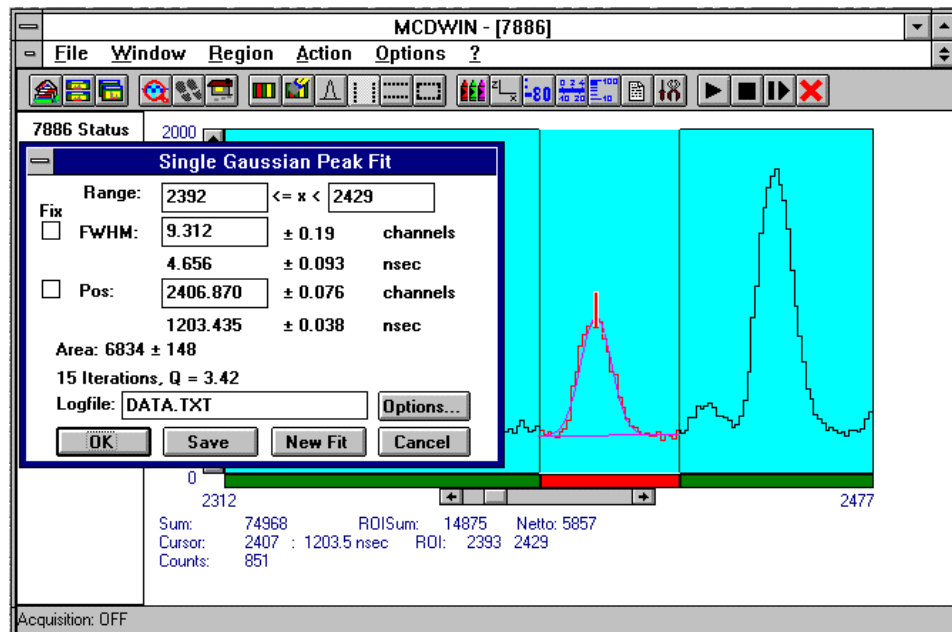 MCDWIN - [7886]
File Window Region Action Options ?
7886 Status
2000
Single Gaussian Peak Fit
Range: 2392 <= x < 2429
Fix
FWHM: 9.312 ± 0.19 channels
4.656 ± 0.093 nsec
Pos: 2406.870 ± 0.076 channels
1203.435 ± 0.038 nsec
Area: 6834 ± 148
15 Iterations, Q = 3.42
Logfile: DATA.TXT Options...
OK Save New Fit Cancel
0
2312 2477
Sum: 74968 ROISum: 14875 Netto: 5857
Cursor: 2407 : 1203.5 nsec ROI: 2393 2429
Counts: 851
Acquisition: OFF